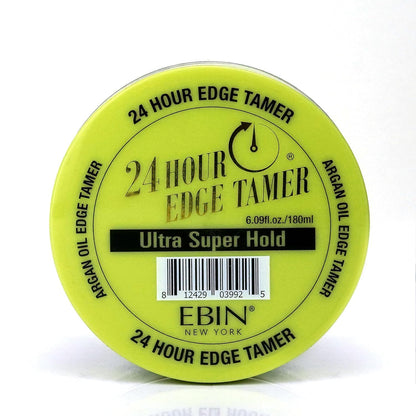 24 HOUR EDGE TAMER
ARGAN OIL EDGE TAMER
ARGAN OIL EDGE TAMER
24 HOUR
EDGE TAMER®
6.09fl.oz./180ml
Ultra Super Hold
8 12429 03992 5
EBIN®
NEW YORK
24 HOUR EDGE TAMER